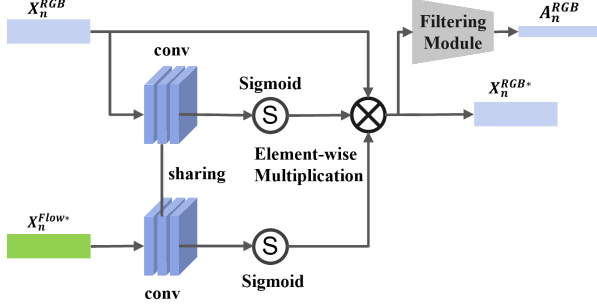 X_n^{RGB}
Filtering
Module
A_n^{RGB}
conv
Sigmoid
S
X_n^{RGB*}
Element-wise
Multiplication
sharing
X_n^{Flow*}
S
Sigmoid
conv